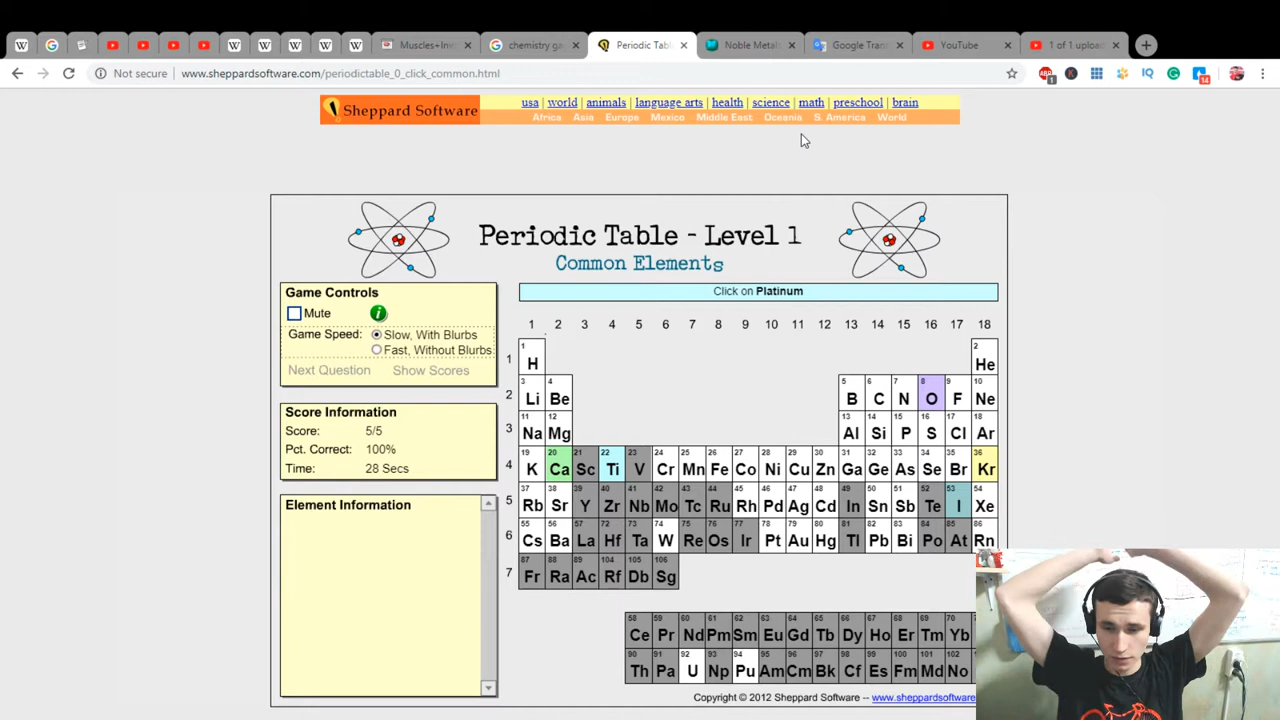 Muscles+Inv
chemistry ga
Periodic Tabl
Noble Metal
Google Tran
YouTube
1 of 1 uploa
Not secure
www.sheppardsoftware.com/periodictable_0_click_common.html
Sheppard Software
usa | world | animals | language arts | health | science | math | preschool | brain
Africa Asia Europe Mexico Middle East Oceania S. America World
Periodic Table - Level 1
Common Elements
Game Controls
Mute
Game Speed: Slow, With Blurbs
Fast, Without Blurbs
Next Question Show Scores
Score Information
Score: 5/5
Pct. Correct: 100%
Time: 28 Secs
Element Information
Click on Platinum
1 2 3 4 5 6 7 8 9 10 11 12 13 14 15 16 17 18
1 1 H 2 He
2 3 Li 4 Be 5 B 6 C 7 N 8 O 9 F 10 Ne
3 11 Na 12 Mg 13 Al 14 Si 15 P 16 S 17 Cl 18 Ar
4 19 K 20 Ca 21 Sc 22 Ti 23 V 24 Cr 25 Mn 26 Fe 27 Co 28 Ni 29 Cu 30 Zn 31 Ga 32 Ge 33 As 34 Se 35 Br 36 Kr
5 37 Rb 38 Sr 39 Y 40 Zr 41 Nb 42 Mo 43 Tc 44 Ru 45 Rh 46 Pd 47 Ag 48 Cd 49 In 50 Sn 51 Sb 52 Te 53 I 54 Xe
6 55 Cs 56 Ba 57 La 72 Hf 73 Ta 74 W 75 Re 76 Os 77 Ir 78 Pt 79 Au 80 Hg 81 Tl 82 Pb 83 Bi 84 Po 85 At 86 Rn
7 87 Fr 88 Ra 89 Ac 104 Rf 105 Db 106 Sg
58 Ce 59 Pr 60 Nd 61 Pm 62 Sm 63 Eu 64 Gd 65 Tb 66 Dy 67 Ho 68 Er 69 Tm 70 Yb
90 Th 91 Pa 92 U 93 Np 94 Pu 95 Am 96 Cm 97 Bk 98 Cf 99 Es 100 Fm 101 Md 102 No
Copyright © 2012 Sheppard Software -- www.sheppardsoftware